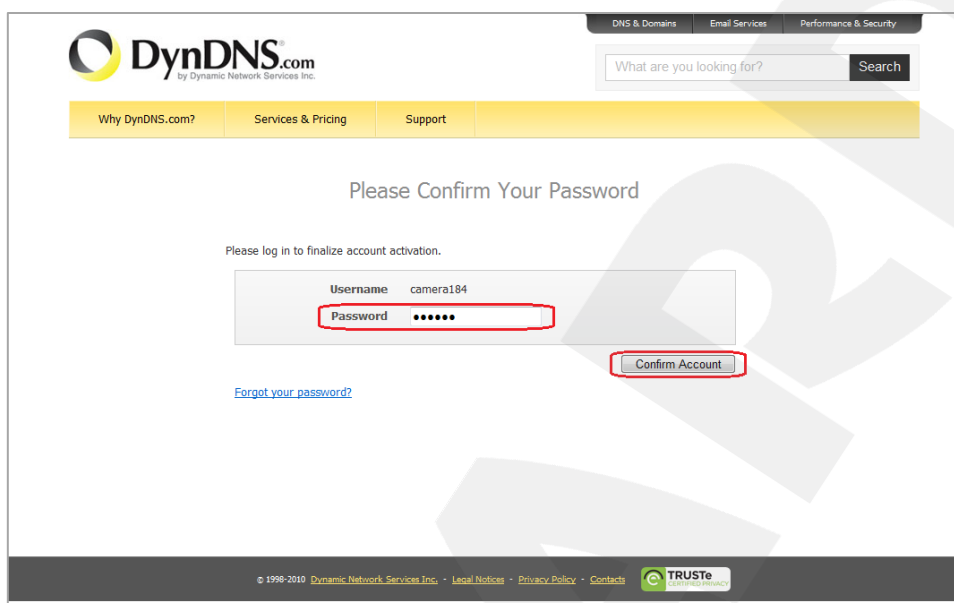 DNS & Domains Email Services Performance & Security
DynDNS.com
by Dynamic Network Services Inc.
What are you looking for? Search
Why DynDNS.com? Services & Pricing Support
Please Confirm Your Password
Please log in to finalize account activation.
Username camera184
Password ••••••
Confirm Account
Forgot your password?
© 1998-2010 Dynamic Network Services Inc. - Legal Notices - Privacy Policy - Contacts
TRUSTe
CERTIFIED PRIVACY